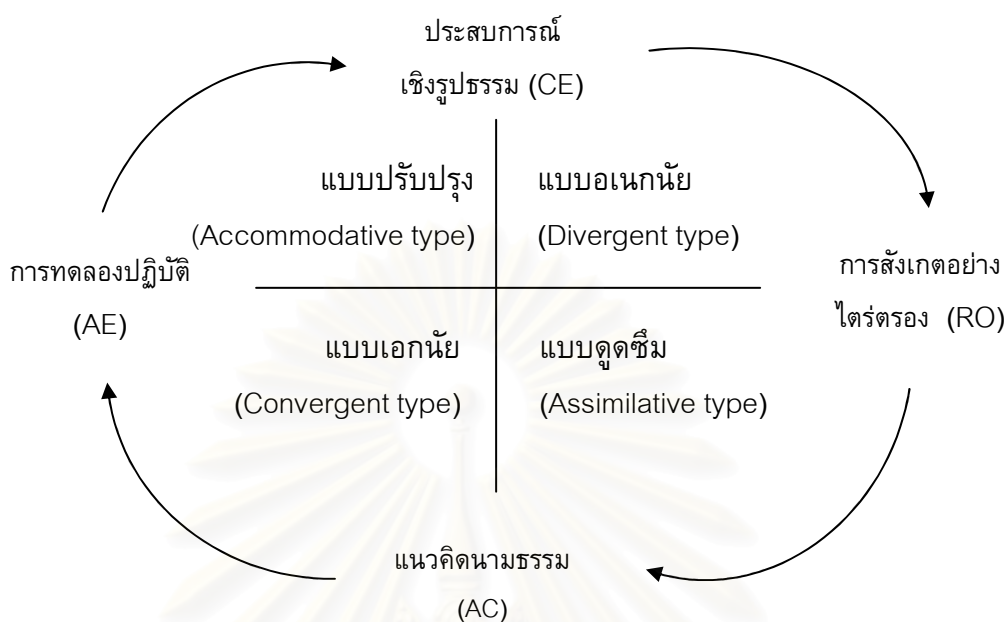 ประสบการณ์
เชิงรูปธรรม (CE)
แบบปรับปรุง
(Accommodative type)
แบบอเนกนัย
(Divergent type)
การทดลองปฏิบัติ
(AE)
การสังเกตอย่าง
ไตร่ตรอง (RO)
แบบเอกนัย
(Convergent type)
แบบดูดซึม
(Assimilative type)
แนวคิดนามธรรม
(AC)